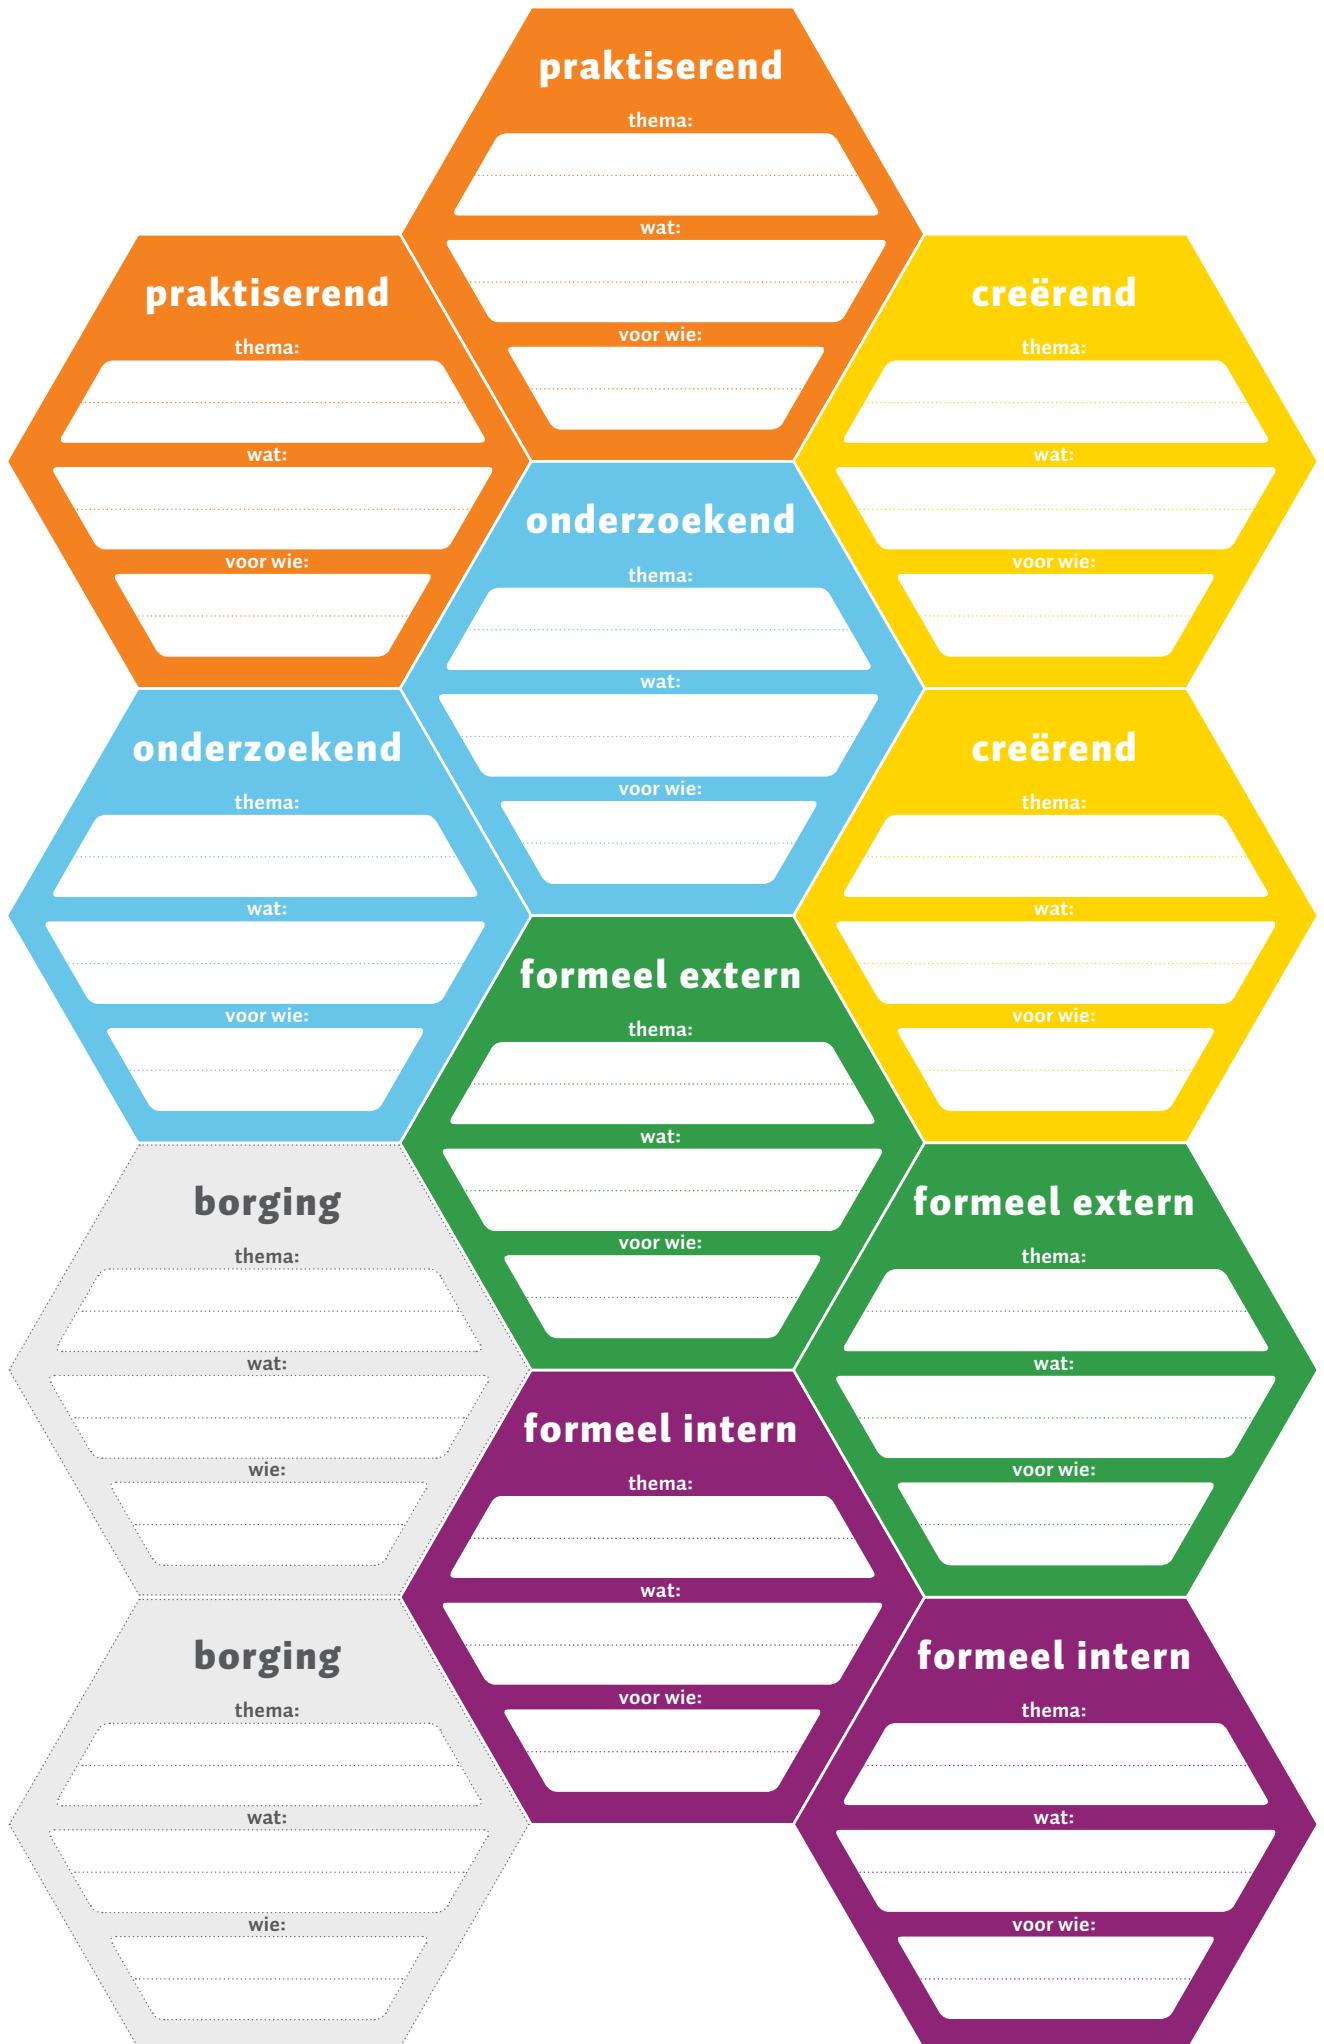 praktiserend
thema:
wat:
voor wie:
praktiserend
thema:
wat:
voor wie:
creërend
thema:
wat:
voor wie:
onderzoekend
thema:
wat:
voor wie:
onderzoekend
thema:
wat:
voor wie:
creërend
thema:
wat:
voor wie:
formeel extern
thema:
wat:
voor wie:
borging
thema:
wat:
wie:
formeel extern
thema:
wat:
voor wie:
formeel intern
thema:
wat:
voor wie:
borging
thema:
wat:
wie:
formeel intern
thema:
wat:
voor wie: